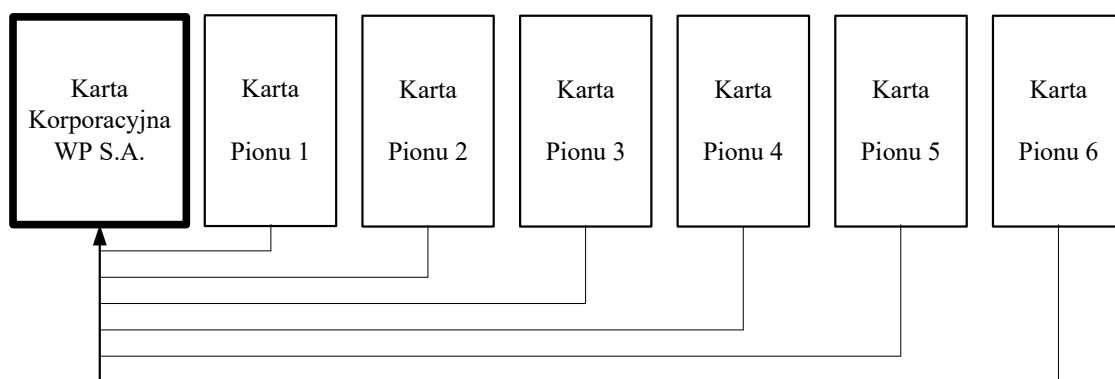 Karta
Korporacyjna
WP S.A.
Karta
Pionu 1
Karta
Pionu 2
Karta
Pionu 3
Karta
Pionu 4
Karta
Pionu 5
Karta
Pionu 6